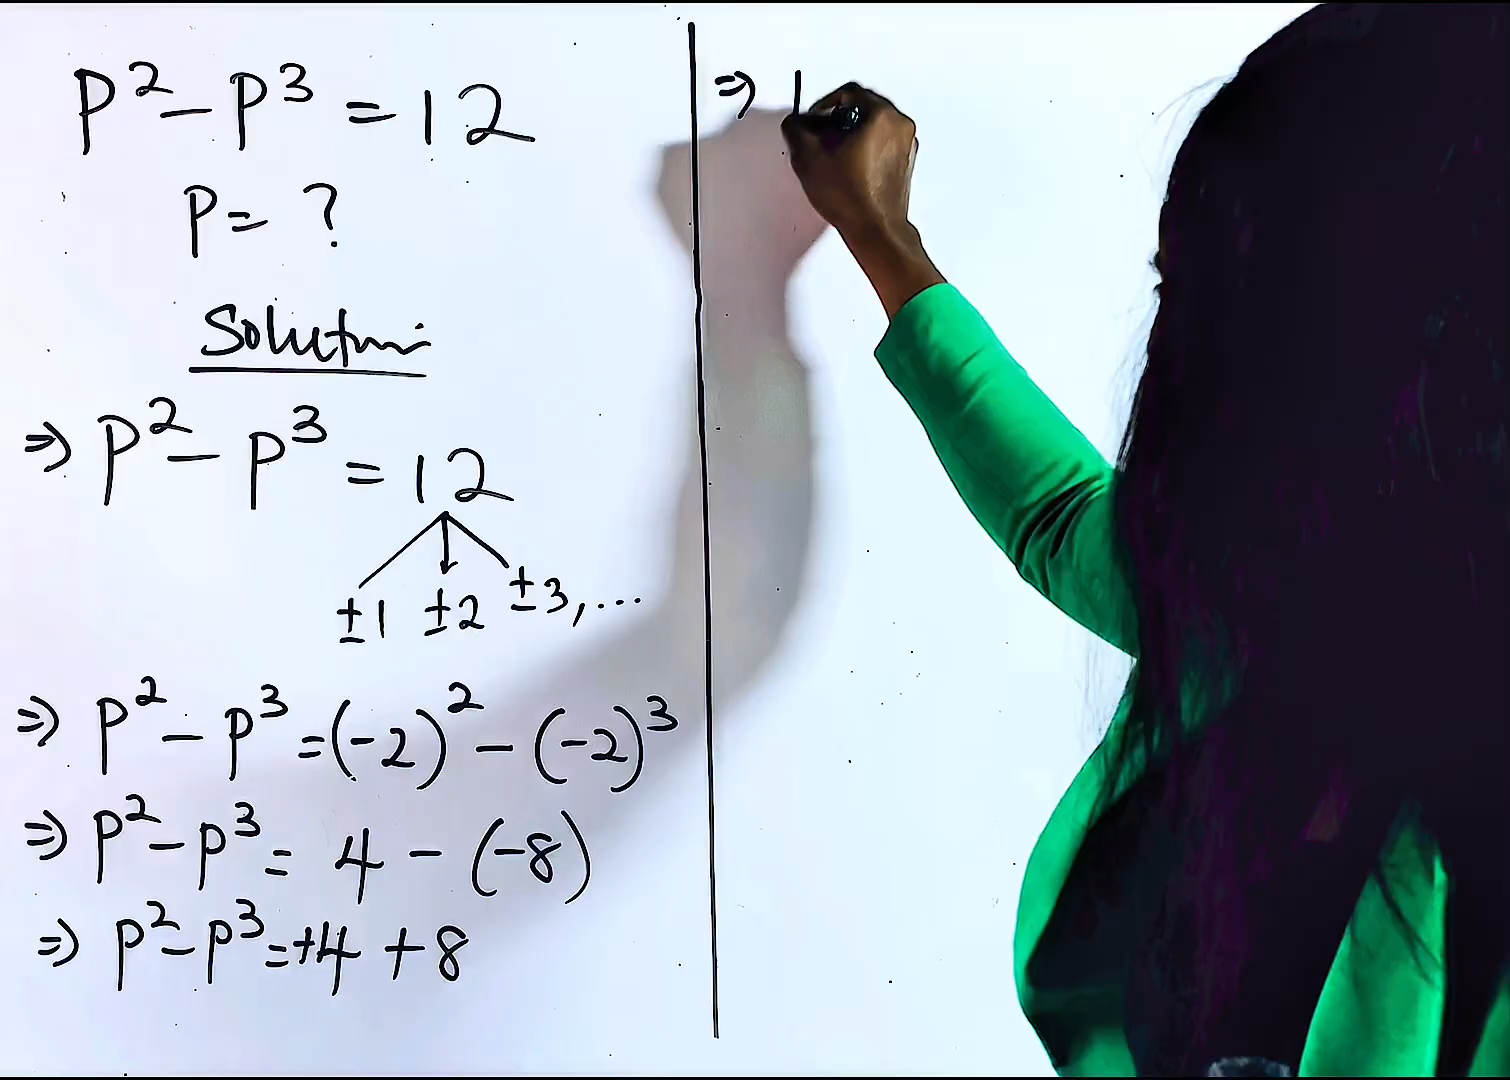 P² - P³ = 12
P = ?
Solution
⇒ P² - P³ = 12
±1 ±2 ±3, ...
⇒ P² - P³ = (-2)² - (-2)³
⇒ P² - P³ = 4 - (-8)
⇒ P² - P³ = +4 + 8
⇒